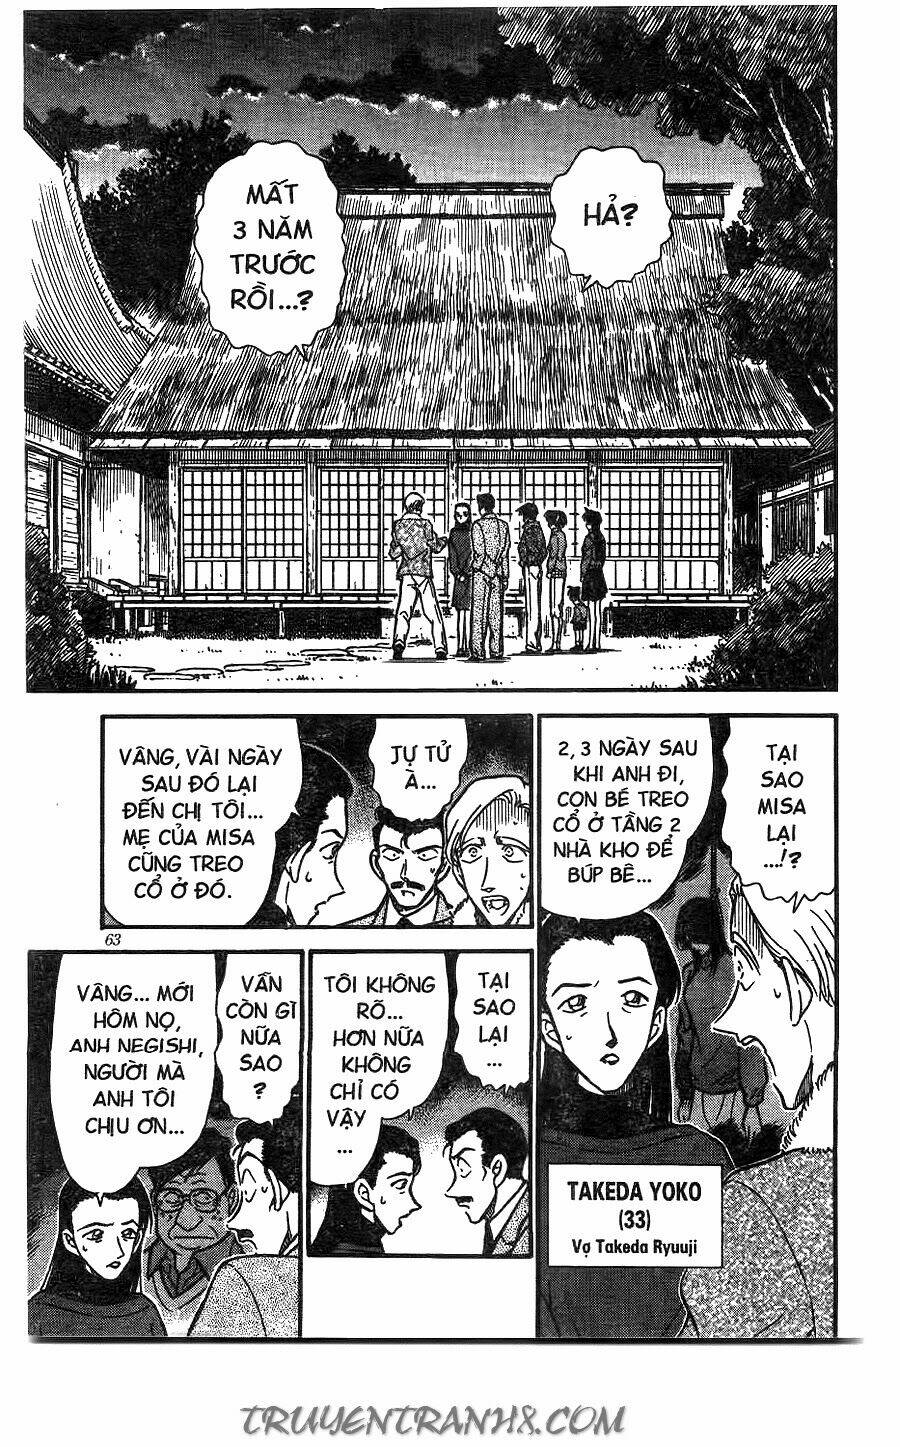 HẢ?
MẤT
3 NĂM
TRƯỚC
RỒI...?
TẠI
SAO
MISA
LẠI
...!?
2, 3 NGÀY SAU
KHI ANH ĐI,
CON BÉ TREO
CỔ Ở TẦNG 2
NHÀ KHO ĐỂ
BÚP BÊ...
TAKEDA YOKO
(33)
Vợ Takeda Ryuuji
TỰ TỬ
À...
VÂNG, VÀI NGÀY
SAU ĐÓ LẠI
ĐẾN CHỊ TÔI...
MẸ CỦA MISA
CŨNG TREO
CỔ Ở ĐÓ.
63
TẠI
SAO
LẠI
...
TÔI KHÔNG
RÕ...
HƠN NỮA
KHÔNG
CHỈ CÓ
VẬY
...
VẪN
CÒN GÌ
NỮA
SAO
?
VÂNG... MỚI
HÔM NỌ,
ANH NEGISHI,
NGƯỜI MÀ
ANH TÔI
CHỊU ƠN...
TRUYENTRANH8.COM